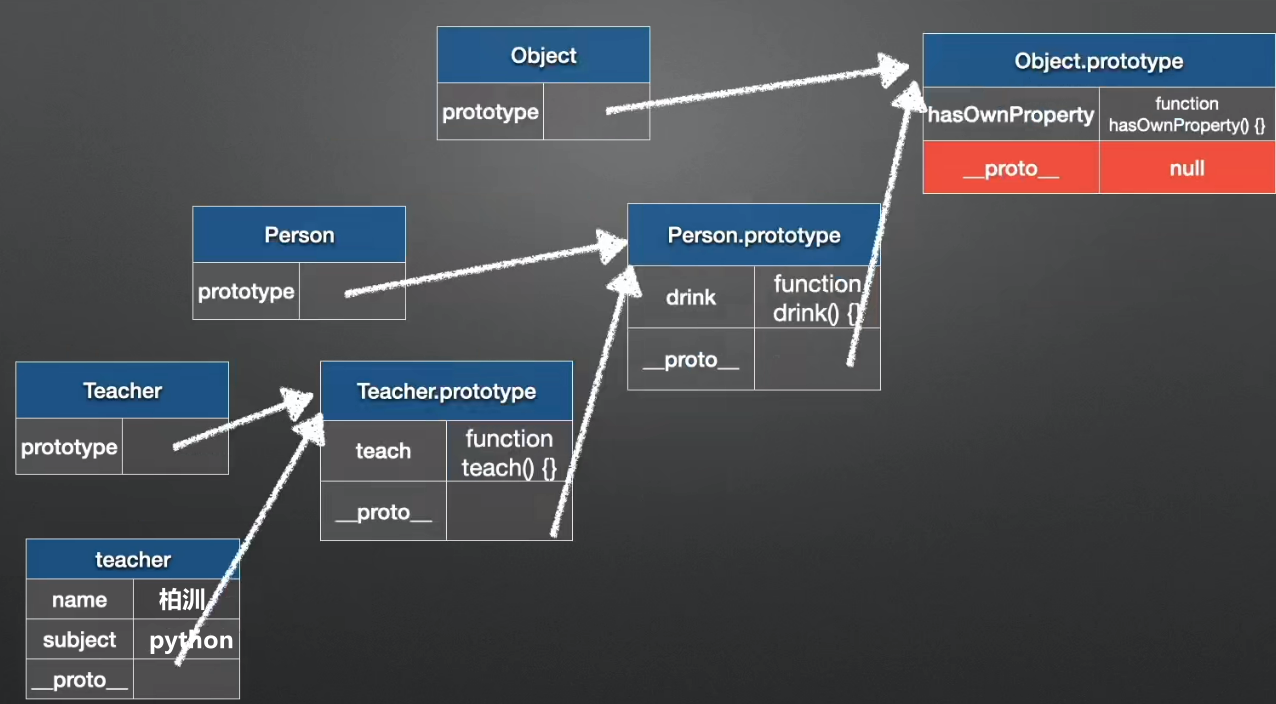 Object
prototype
Object.prototype
hasOwnProperty
function
hasOwnProperty() {}
__proto__
null
Person
prototype
Person.prototype
drink
function
drink() {}
__proto__
Teacher
prototype
Teacher.prototype
teach
function
teach() {}
__proto__
teacher
name
柏汌
subject
python
__proto__